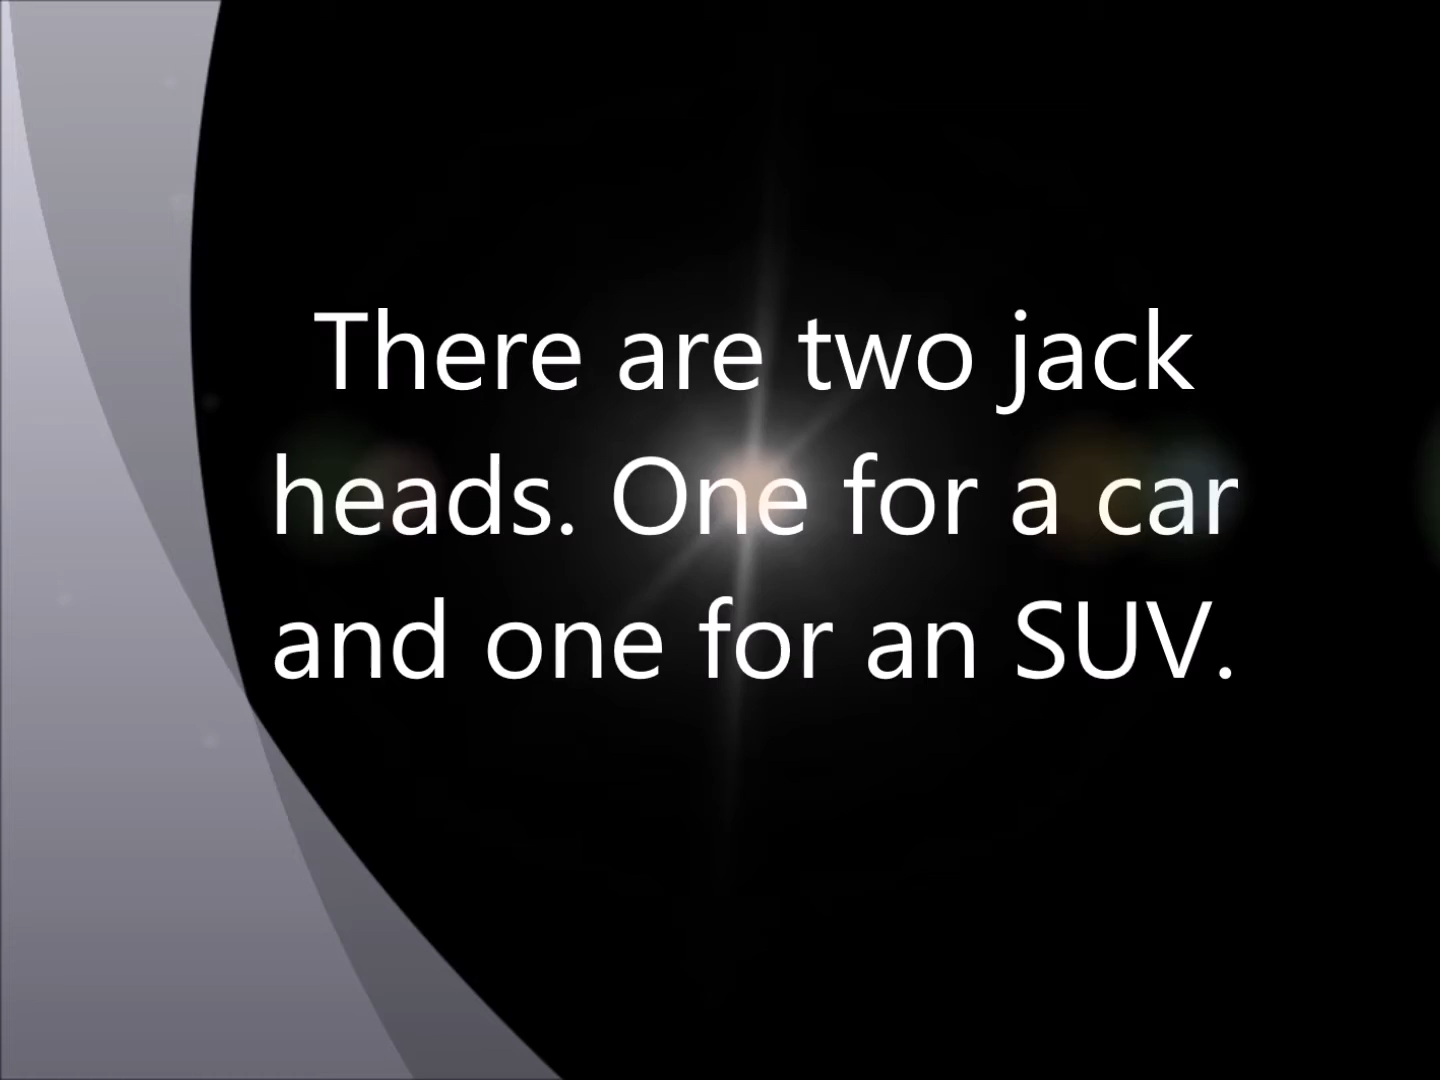 There are two jack
heads. One for a car
and one for an SUV.